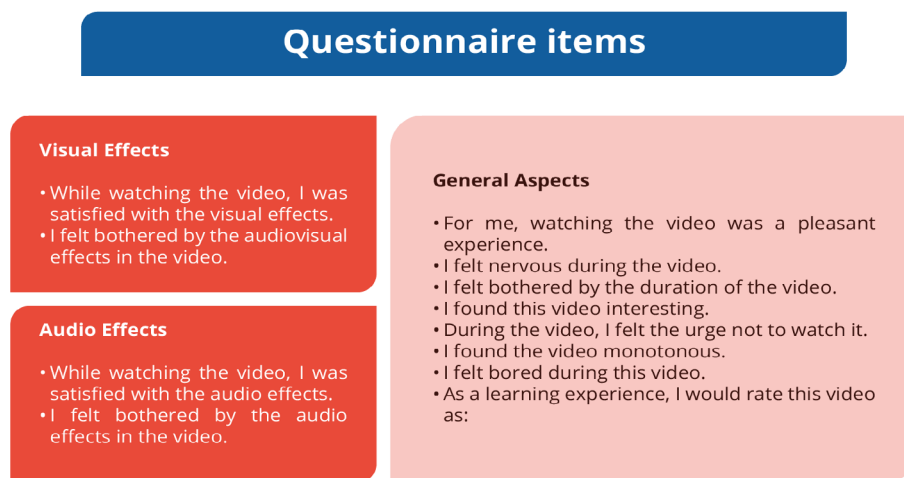 Questionnaire items
Visual Effects
• While watching the video, I was
satisfied with the visual effects.
• I felt bothered by the audiovisual
effects in the video.
Audio Effects
• While watching the video, I was
satisfied with the audio effects.
• I felt bothered by the audio
effects in the video.
General Aspects
• For me, watching the video was a pleasant
experience.
• I felt nervous during the video.
• I felt bothered by the duration of the video.
• I found this video interesting.
• During the video, I felt the urge not to watch it.
• I found the video monotonous.
• I felt bored during this video.
• As a learning experience, I would rate this video
as: